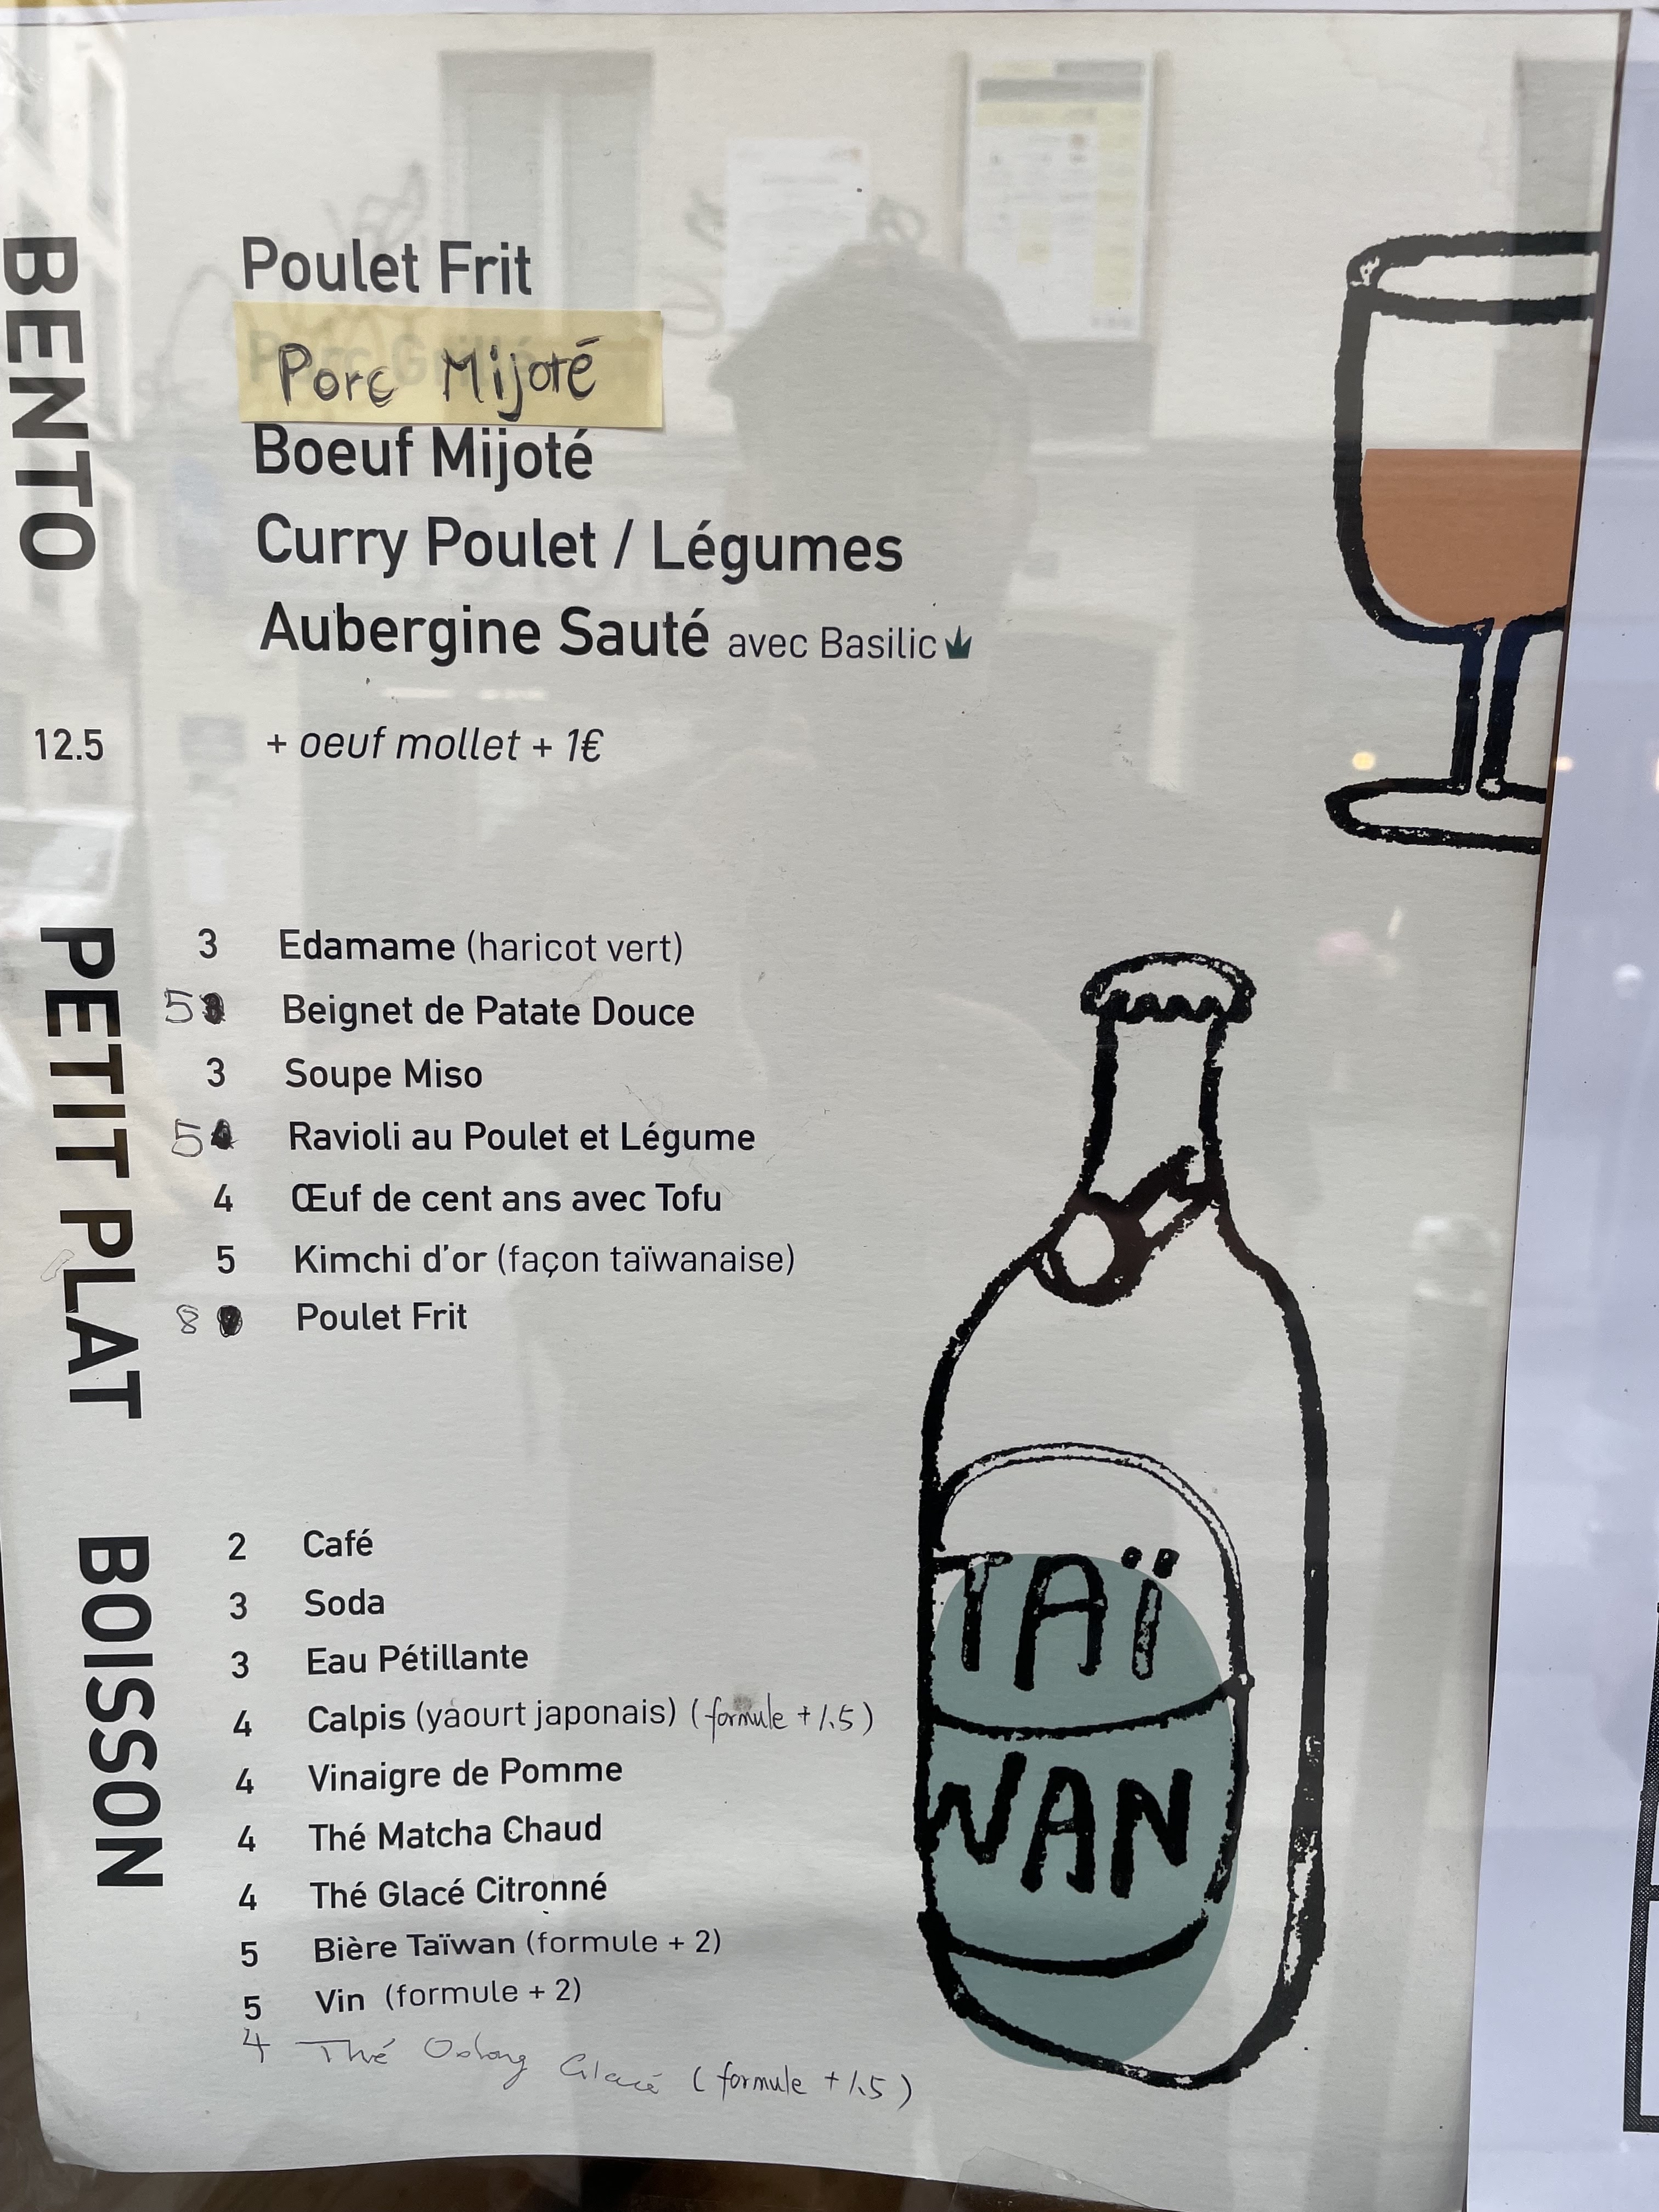 BENTO
Poulet Frit
Porc Mijoté
Boeuf Mijoté
Curry Poulet / Légumes
Aubergine Sauté avec Basilic
12.5 + oeuf mollet + 1€
PETIT PLAT
3 Edamame (haricot vert)
5 Beignet de Patate Douce
3 Soupe Miso
5 Ravioli au Poulet et Légume
4 Œuf de cent ans avec Tofu
5 Kimchi d'or (façon taïwanaise)
8 Poulet Frit
BOISSON
2 Café
3 Soda
3 Eau Pétillante
4 Calpis (yaourt japonais) (formule + 1.5)
4 Vinaigre de Pomme
4 Thé Matcha Chaud
4 Thé Glacé Citronné
5 Bière Taïwan (formule + 2)
5 Vin (formule + 2)
4 Thé Oolong Glacé (formule + 1.5)
TAÏ
WAN